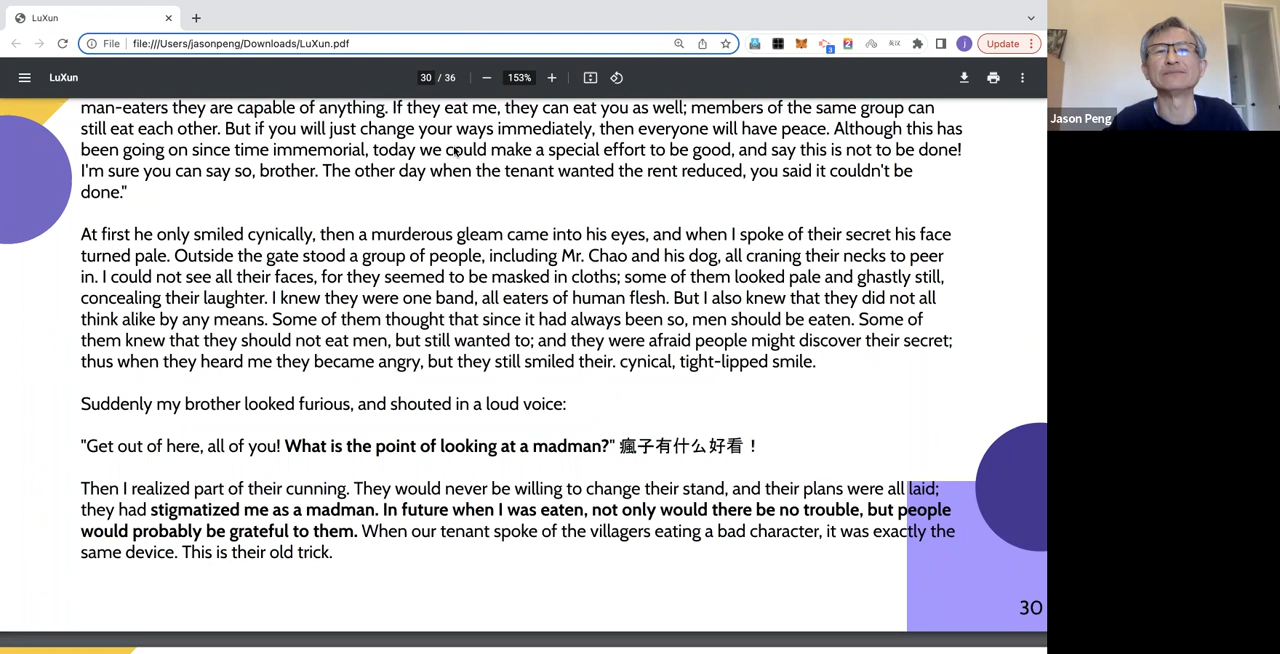 LuXun
File
file:///Users/jasonpeng/Downloads/LuXun.pdf
3
2
英汉
j
Update
LuXun
30 / 36
153%
Jason Peng
man-eaters they are capable of anything. If they eat me, they can eat you as well; members of the same group can
still eat each other. But if you will just change your ways immediately, then everyone will have peace. Although this has
been going on since time immemorial, today we could make a special effort to be good, and say this is not to be done!
I'm sure you can say so, brother. The other day when the tenant wanted the rent reduced, you said it couldn't be
done."
At first he only smiled cynically, then a murderous gleam came into his eyes, and when I spoke of their secret his face
turned pale. Outside the gate stood a group of people, including Mr. Chao and his dog, all craning their necks to peer
in. I could not see all their faces, for they seemed to be masked in cloths; some of them looked pale and ghastly still,
concealing their laughter. I knew they were one band, all eaters of human flesh. But I also knew that they did not all
think alike by any means. Some of them thought that since it had always been so, men should be eaten. Some of
them knew that they should not eat men, but still wanted to; and they were afraid people might discover their secret;
thus when they heard me they became angry, but they still smiled their. cynical, tight-lipped smile.
Suddenly my brother looked furious, and shouted in a loud voice:
"Get out of here, all of you! What is the point of looking at a madman?" 瘋子有什么好看！
Then I realized part of their cunning. They would never be willing to change their stand, and their plans were all laid;
they had stigmatized me as a madman. In future when I was eaten, not only would there be no trouble, but people
would probably be grateful to them. When our tenant spoke of the villagers eating a bad character, it was exactly the
same device. This is their old trick.
30